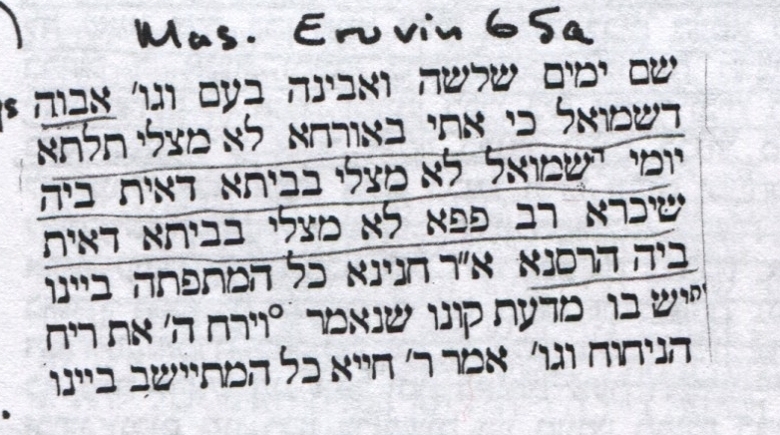 Mas. Eruvin 65a
שם ימים שלשה ואבינה בעם וגו' אבוה
דשמואל כי אתי באורחא לא מצלי תלתא
יומי שמואל לא מצלי בביתא דאית ביה
שיכרא רב פפא לא מצלי בביתא דאית
ביה הרסנא א"ר חנינא כל המתפתה ביינו
יש בו מדעת קונו שנאמר וירח ה' את ריח
הניחוח וגו' אמר ר' חייא כל המתיישב ביינו